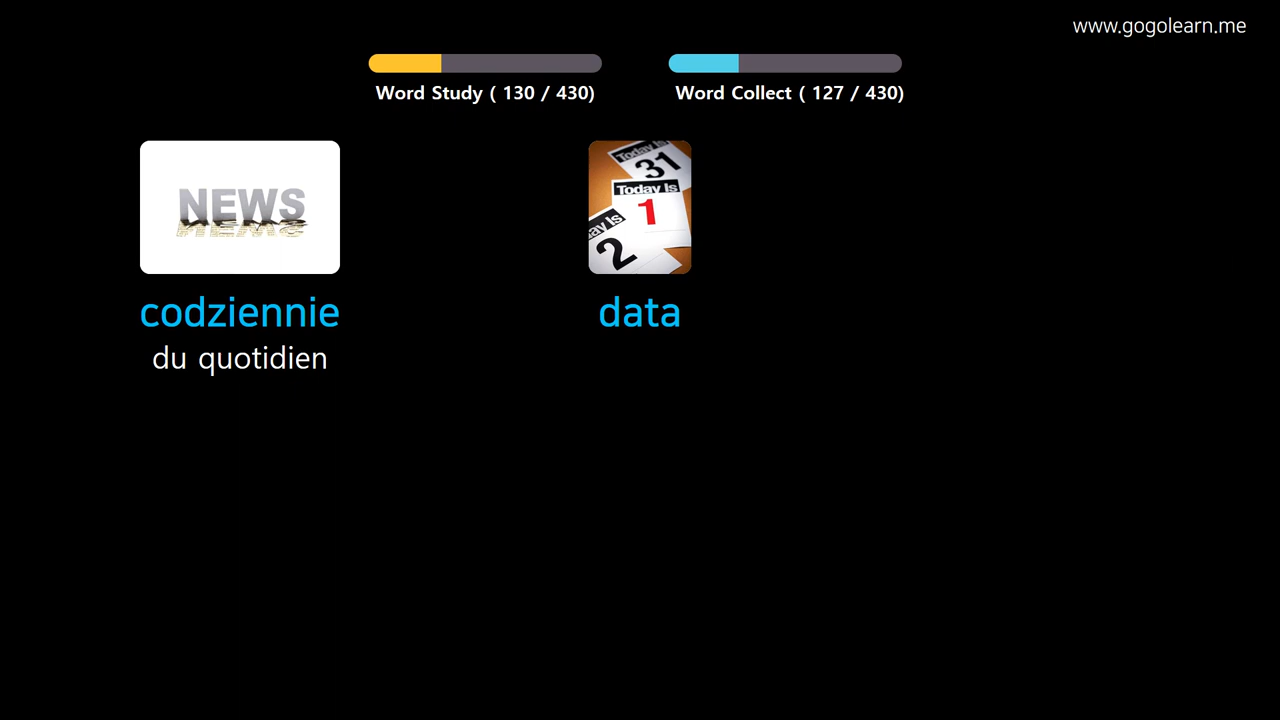 www.gogolearn.me
Word Study ( 130 / 430)
Word Collect ( 127 / 430)
NEWS
Today Is
31
Today Is
1
ay Is
2
codziennie
data
du quotidien